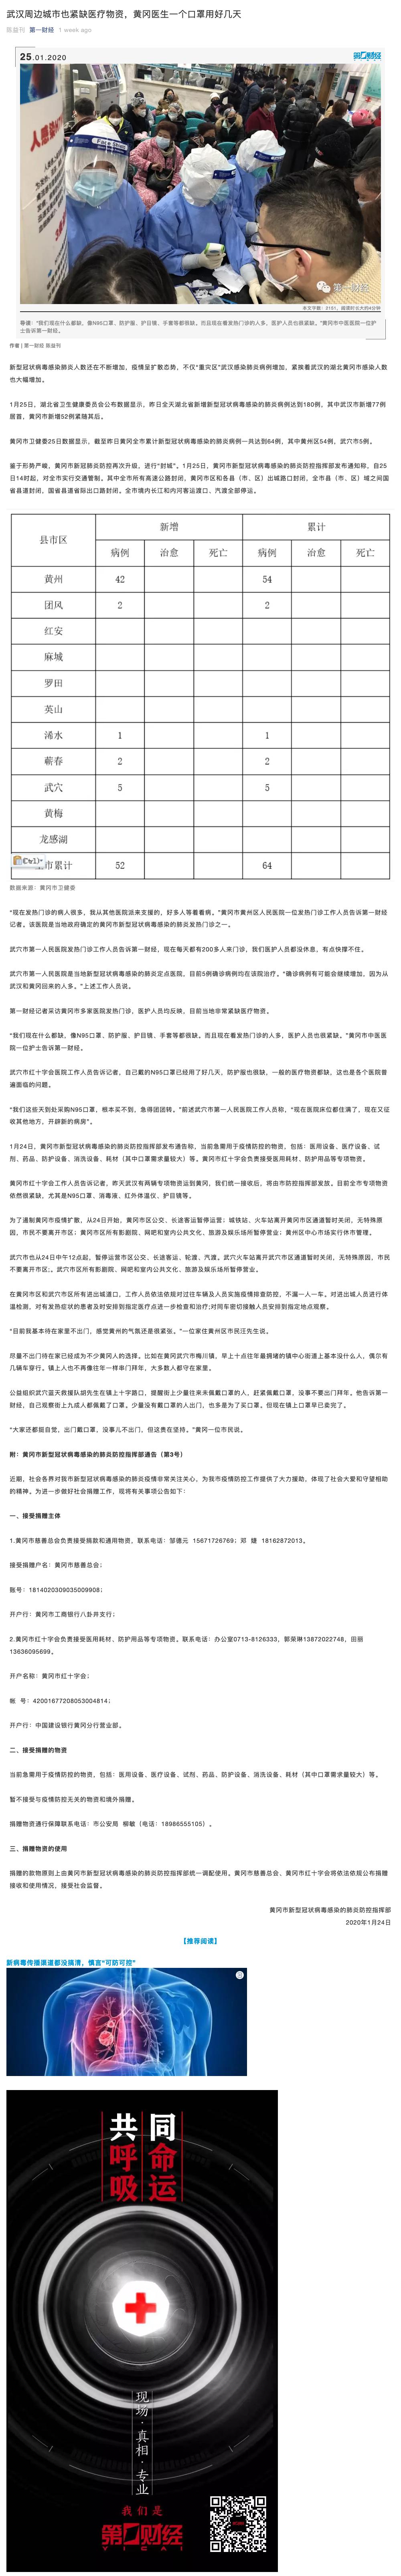 武汉周边城市也紧缺医疗物资，黄冈医生一个口罩用好几天
陈益刊 第一财经 1 week ago
25.01.2020
第一财经
Face Shield
第一财经
本文字数：2151，阅读时长大约4分钟
导读："我们现在什么都缺，像N95口罩、防护服、护目镜、手套等都很缺。而且现在看发热门诊的人多，医护人员也很紧缺。"黄冈市中医医院一位护
士告诉第一财经。
作者 | 第一财经 陈益刊
新型冠状病毒感染肺炎人数还在不断增加，疫情呈扩散态势，不仅"重灾区"武汉感染肺炎病例增加，紧挨着武汉的湖北黄冈市感染人数
也大幅增加。
1月25日，湖北省卫生健康委员会公布数据显示，昨日全天湖北省新增新型冠状病毒感染的肺炎病例达到180例，其中武汉市新增77例
居首，黄冈市新增52例紧随其后。
黄冈市卫健委25日数据显示，截至昨日黄冈全市累计新型冠状病毒感染的肺炎病例一共达到64例，其中黄州区54例，武穴市5例。
鉴于形势严峻，黄冈市新冠肺炎防控再次升级，进行"封城"。1月25日，黄冈市新型冠状病毒感染的肺炎防控指挥部发布通知称，自25
日14时起，对全市实行交通管制。其中全市所有高速公路封闭，黄冈市区和各县（市、区）出城路口封闭，全市县（市、区）域之间国
省县道封闭，国省县道省际出口路封闭。全市境内长江和内河客运渡口、汽渡全部停运。
县市区 新增 累计
病例 治愈 死亡 病例 治愈 死亡
黄州 42 54
团风 2 2
红安
麻城
罗田
英山
浠水 1 1
蕲春 2 2
武穴 5 5
黄梅
龙感湖
(Ctrl) 市累计 52 64
数据来源：黄冈市卫健委
"现在发热门诊的病人很多，我从其他医院派来支援的，好多人等着看病。"黄冈市黄州区人民医院一位发热门诊工作人员告诉第一财经
记者。该医院是当地政府确定的黄冈市新型冠状病毒感染的肺炎发热门诊之一。
武穴市第一人民医院发热门诊工作人员告诉第一财经，现在每天都有200多人来门诊，我们医护人员都没休息，有点快撑不住。
武穴市第一人民医院是当地新型冠状病毒感染的肺炎定点医院，目前5例确诊病例均在该院治疗。"确诊病例有可能会继续增加，因为从
武汉和黄冈回来的人多。"上述工作人员说。
第一财经记者采访黄冈市多家医院发热门诊，医护人员均反映，目前当地非常紧缺医疗物资。
"我们现在什么都缺，像N95口罩、防护服、护目镜、手套等都很缺。而且现在看发热门诊的人多，医护人员也很紧缺。"黄冈市中医医
院一位护士告诉第一财经。
武穴市红十字会医院工作人员告诉记者，自己戴的N95口罩已经用了好几天，防护服也很缺，一般的医疗物资都缺，这也是各个医院普
遍面临的问题。
"我们这些天到处采购N95口罩，根本买不到，急得团团转。"前述武穴市第一人民医院工作人员称，"现在医院床位都住满了，现在又征
收其他地方，开辟新的病房"。
1月24日，黄冈市新型冠状病毒感染的肺炎防控指挥部发布通告称，当前急需用于疫情防控的物资，包括：医用设备、医疗设备、试
剂、药品、防护设备、消洗设备、耗材（其中口罩需求量较大）等。黄冈市红十字会负责接受医用耗材、防护用品等专项物资。
黄冈市红十字会工作人员告诉记者，昨天武汉有两辆专项物资运到黄冈，我们统一接收后，将由市防控指挥部发放。目前全市专项物资
依然很紧缺，尤其是N95口罩、消毒液、红外体温仪、护目镜等。
为了遏制黄冈市疫情扩散，从24日开始，黄冈市区公交、长途客运暂停运营；城铁站、火车站离开黄冈市区通道暂时关闭，无特殊原
因，市民不要离开市区；黄冈市区所有影剧院、网吧和室内公共文化、旅游及娱乐场所暂停营业；黄州区中心市场实行休市管理。
武穴市也从24日中午12点起，暂停运营市区公交、长途客运、轮渡、汽渡。武穴火车站离开武穴市区通道暂时关闭，无特殊原因，市民
不要离开市区;。武穴市区所有影剧院、网吧和室内公共文化、旅游及娱乐场所暂停营业。
在黄冈市区和武穴市区所有进出城道口，工作人员依法依规对过往车辆及人员实施疫情排查防控，不漏一人一车。对进出城人员进行体
温检测，对有发热症状的患者及时安排到指定医疗点进一步检查和治疗;对同车密切接触人员安排到指定地点观察。
"目前我基本待在家里不出门，感觉黄州的气氛还是很紧张。"一位家住黄州区市民汪先生说。
尽量不出门待在家已经成为不少黄冈人的选择。比如在黄冈武穴市梅川镇，早上十点往年最拥堵的镇中心街道上基本没什么人，偶尔有
几辆车穿行。镇上人也不再像往年一样串门拜年，大多数人都守在家里。
公益组织武穴蓝天救援队胡先生在镇上十字路口，提醒街上少量往来未佩戴口罩的人，赶紧佩戴口罩，没事不要出门拜年。他告诉第一
财经，自己观察街上九成人都佩戴了口罩。少量没有戴口罩的人出门，也多是为了买口罩。但现在镇上口罩早已卖完了。
"大家还都挺自觉，出门戴口罩，没事儿不出门，但这贵在坚持。"黄冈一位市民说。
附：黄冈市新型冠状病毒感染的肺炎防控指挥部通告（第3号）
近期，社会各界对我市新型冠状病毒感染的肺炎疫情非常关注关心，为我市疫情防控工作提供了大力援助，体现了社会大爱和守望相助
的精神。为进一步做好社会捐赠工作，现将有关事项公告如下：
一、接受捐赠主体
1.黄冈市慈善总会负责接受捐款和通用物资，联系电话：邹德元 15671726769；邓 婕 18162872013。
接受捐赠户名：黄冈市慈善总会；
账号：1814020309035009908；
开户行：黄冈市工商银行八卦井支行；
2.黄冈市红十字会负责接受医用耗材、防护用品等专项物资。联系电话：办公室0713-8126333，郭荣琳13872022748，田丽
13636095699。
开户名称：黄冈市红十字会；
帐 号：42001677208053004814；
开户行：中国建设银行黄冈分行营业部。
二、接受捐赠的物资
当前急需用于疫情防控的物资，包括：医用设备、医疗设备、试剂、药品、防护设备、消洗设备、耗材（其中口罩需求量较大）等。
暂不接受与疫情防控无关的物资和境外捐赠。
捐赠物资通行保障联系电话：市公安局 柳敏（电话：18986555105）。
三、捐赠物资的使用
捐赠的款物原则上由黄冈市新型冠状病毒感染的肺炎防控指挥部统一调配使用。黄冈市慈善总会、黄冈市红十字会将依法依规公布捐赠
接收和使用情况，接受社会监督。
黄冈市新型冠状病毒感染的肺炎防控指挥部
2020年1月24日
【推荐阅读】
新病毒传播渠道都没搞清，慎言"可防可控"
共同
呼命
吸运
现场·真相·专业
我们是
第一财经
YICAI